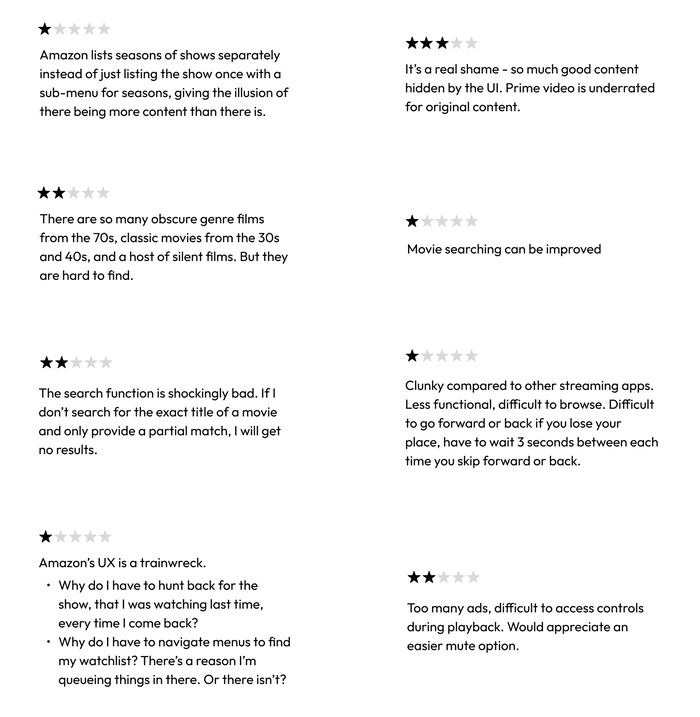 Amazon lists seasons of shows separately
instead of just listing the show once with a
sub-menu for seasons, giving the illusion of
there being more content than there is.
There are so many obscure genre films
from the 70s, classic movies from the 30s
and 40s, and a host of silent films. But they
are hard to find.
The search function is shockingly bad. If I
don't search for the exact title of a movie
and only provide a partial match, I will get
no results.
Amazon's UX is a trainwreck.
• Why do I have to hunt back for the
show, that I was watching last time,
every time I come back?
• Why do I have to navigate menus to find
my watchlist? There's a reason I'm
queueing things in there. Or there isn't?
It's a real shame - so much good content
hidden by the UI. Prime video is underrated
for original content.
Movie searching can be improved
Clunky compared to other streaming apps.
Less functional, difficult to browse. Difficult
to go forward or back if you lose your
place, have to wait 3 seconds between each
time you skip forward or back.
Too many ads, difficult to access controls
during playback. Would appreciate an
easier mute option.